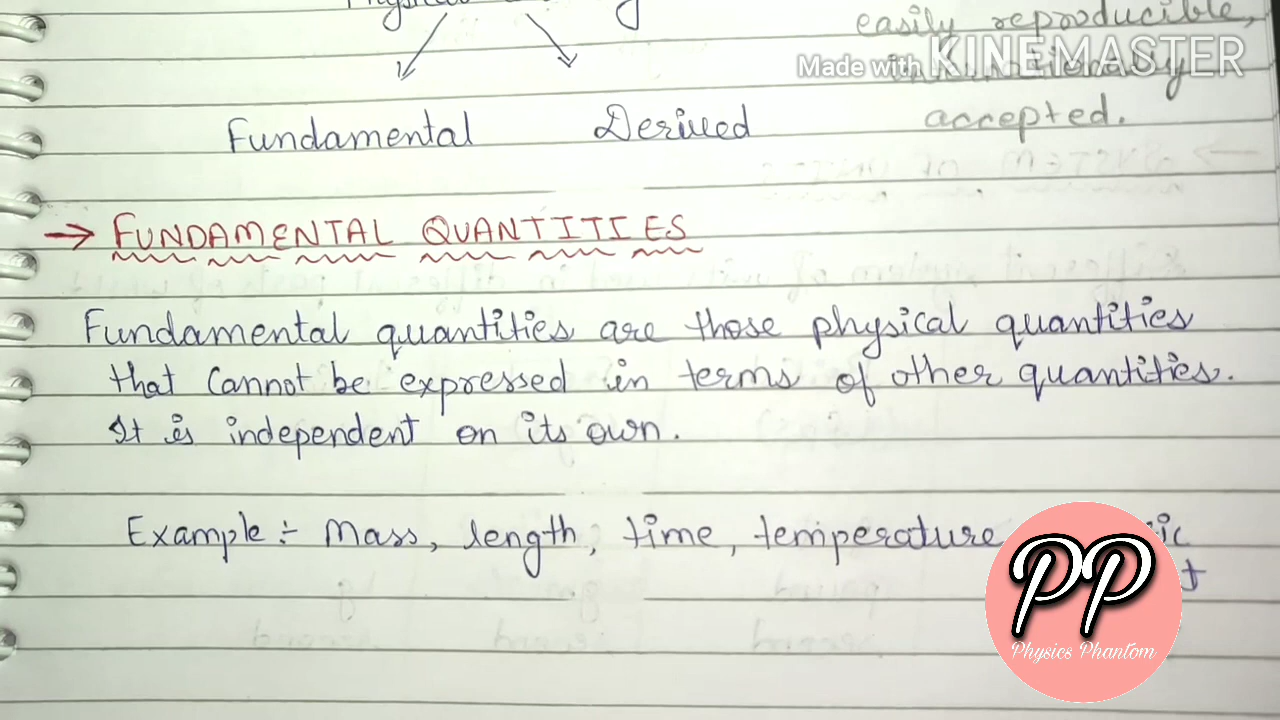 Physical
easily reproducible,
Made with KINEMASTER
accepted.
Fundamental Derived
→ FUNDAMENTAL QUANTITIES
Fundamental quantities are those physical quantities
that cannot be expressed in terms of other quantities.
It is independent on its own.
Example ÷ Mass, length, time, temperature
PP
Physics Phantom